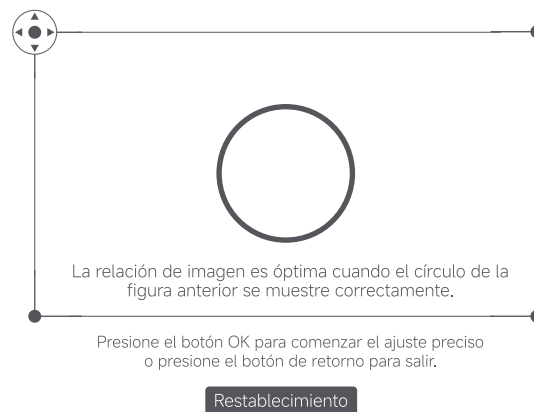 La relación de imagen es óptima cuando el círculo de la
figura anterior se muestre correctamente.
Presione el botón OK para comenzar el ajuste preciso
o presione el botón de retorno para salir.
Restablecimiento